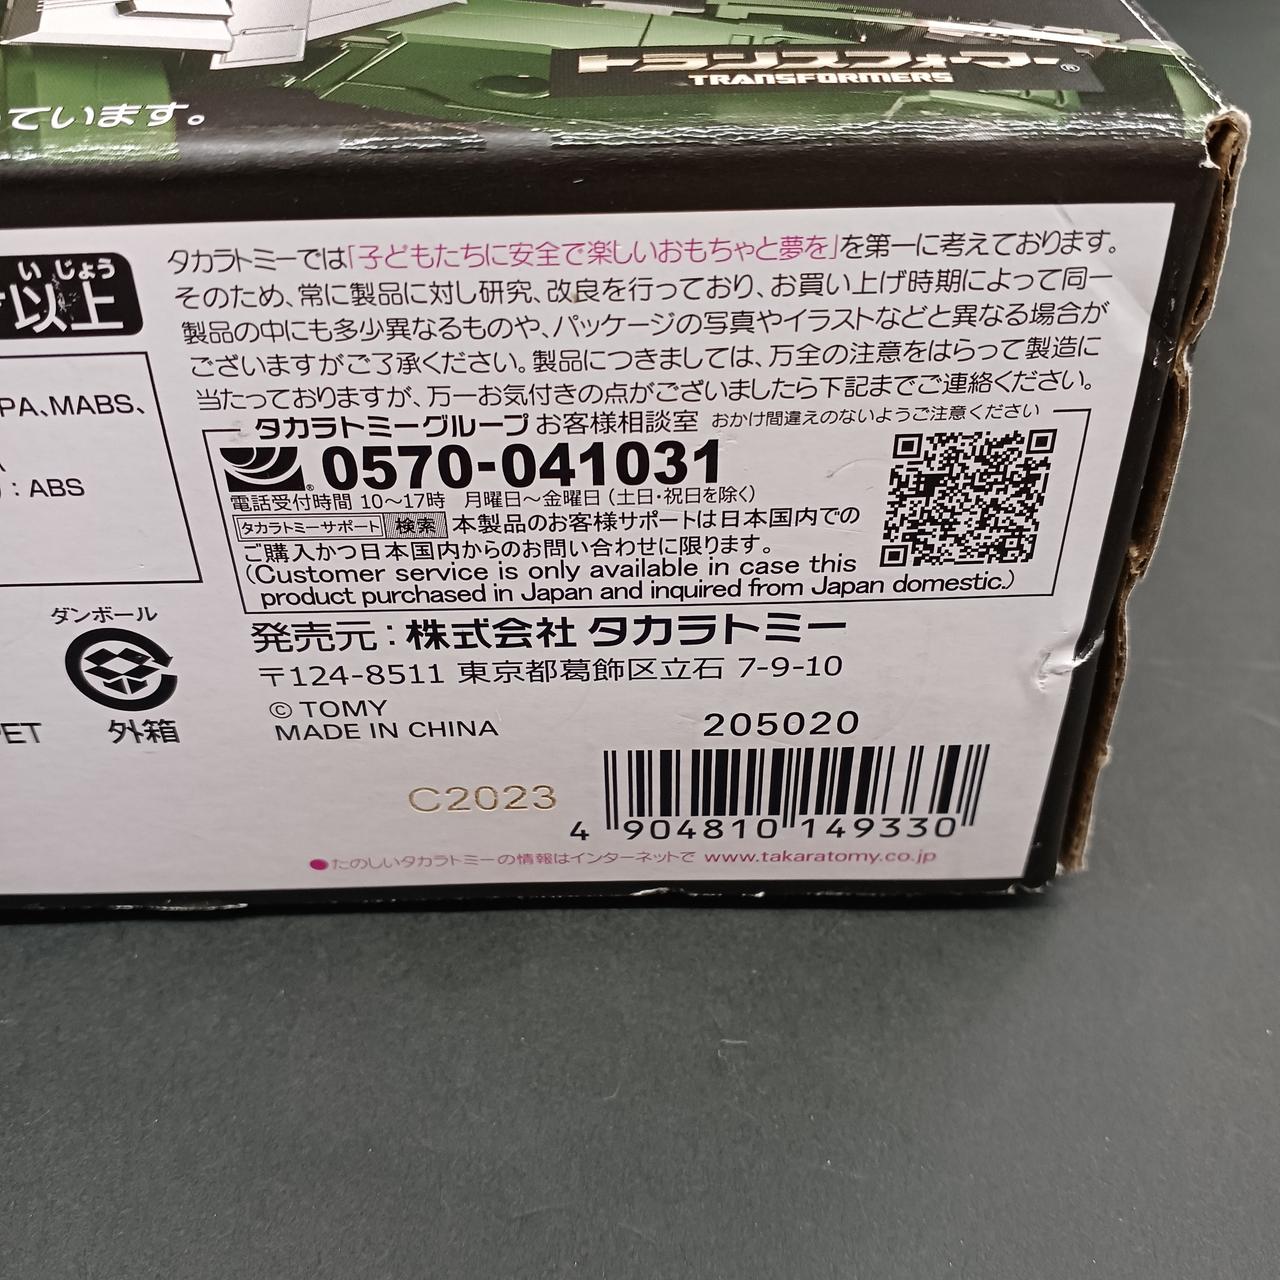 トランスフォーマー®
TRANSFORMERS
ています。
いじょう
以上
PA、MABS、
: ABS
ダンボール
PET
外箱
タカラトミーでは「子どもたちに安全で楽しいおもちゃと夢を」を第一に考えております。
そのため、常に製品に対し研究、改良を行っており、お買い上げ時期によって同一
製品の中にも多少異なるものや、パッケージの写真やイラストなどと異なる場合が
ございますがご了承ください。製品につきましては、万全の注意をはらって製造に
当たっておりますが、万一お気付きの点がございましたら下記までご連絡ください。
タカラトミーグループ お客様相談室 おかけ間違えのないようご注意ください
0570-041031
電話受付時間 10〜17時 月曜日〜金曜日(土日・祝日を除く)
タカラトミーサポート 検索 本製品のお客様サポートは日本国内での
ご購入かつ日本国内からのお問い合わせに限ります。
(Customer service is only available in case this
product purchased in Japan and inquired from Japan domestic.)
発売元:株式会社 タカラトミー
〒124-8511 東京都葛飾区立石 7-9-10
© TOMY
MADE IN CHINA
205020
C2023
4 904810 149330
●たのしいタカラトミーの情報はインターネットで www.takaratomy.co.jp